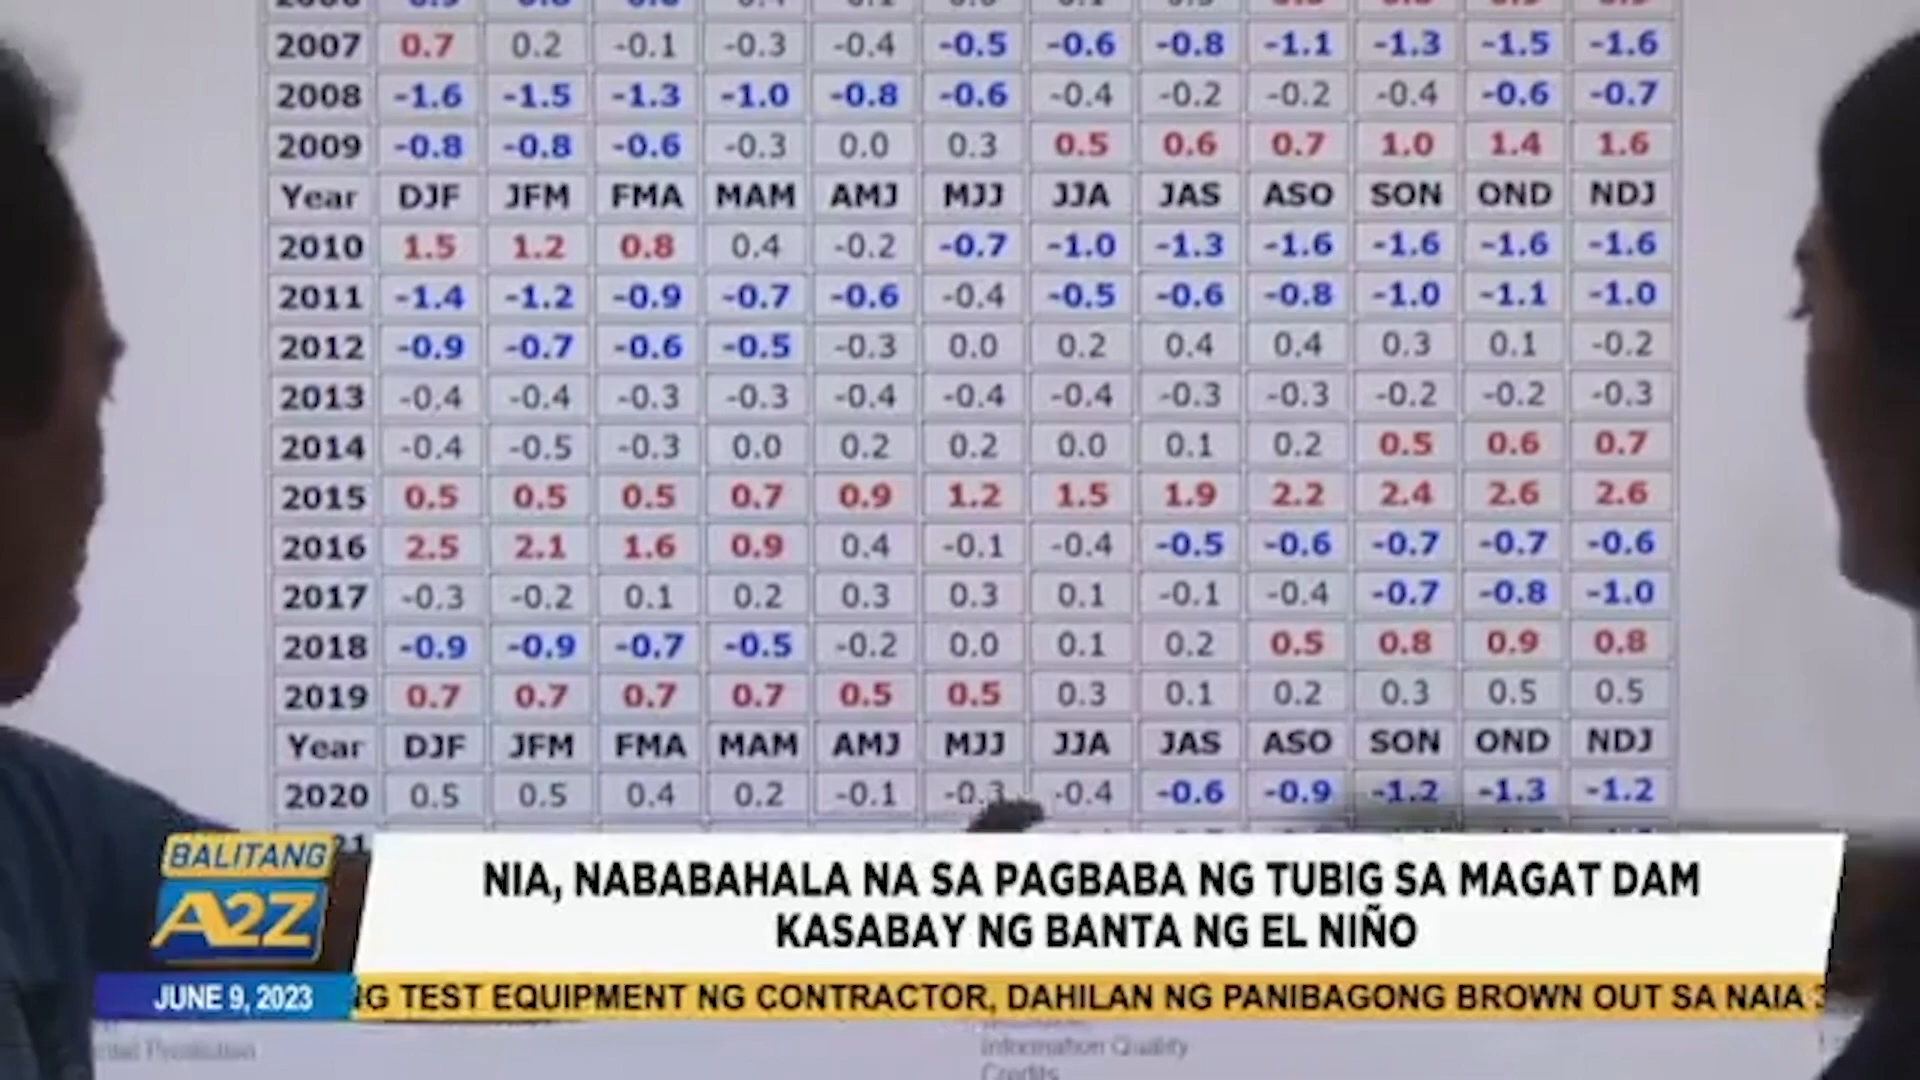 2007 0.7 0.2 -0.1 -0.3 -0.4 -0.5 -0.6 -0.8 -1.1 -1.3 -1.5 -1.6
2008 -1.6 -1.5 -1.3 -1.0 -0.8 -0.6 -0.4 -0.2 -0.2 -0.4 -0.6 -0.7
2009 -0.8 -0.8 -0.6 -0.3 0.0 0.3 0.5 0.6 0.7 1.0 1.4 1.6
Year DJF JFM FMA MAM AMJ MJJ JJA JAS ASO SON OND NDJ
2010 1.5 1.2 0.8 0.4 -0.2 -0.7 -1.0 -1.3 -1.6 -1.6 -1.6 -1.6
2011 -1.4 -1.2 -0.9 -0.7 -0.6 -0.4 -0.5 -0.6 -0.8 -1.0 -1.1 -1.0
2012 -0.9 -0.7 -0.6 -0.5 -0.3 0.0 0.2 0.4 0.4 0.3 0.1 -0.2
2013 -0.4 -0.4 -0.3 -0.3 -0.4 -0.4 -0.4 -0.3 -0.3 -0.2 -0.2 -0.3
2014 -0.4 -0.5 -0.3 0.0 0.2 0.2 0.0 0.1 0.2 0.5 0.6 0.7
2015 0.5 0.5 0.5 0.7 0.9 1.2 1.5 1.9 2.2 2.4 2.6 2.6
2016 2.5 2.1 1.6 0.9 0.4 -0.1 -0.4 -0.5 -0.6 -0.7 -0.7 -0.6
2017 -0.3 -0.2 0.1 0.2 0.3 0.3 0.1 -0.1 -0.4 -0.7 -0.8 -1.0
2018 -0.9 -0.9 -0.7 -0.5 -0.2 0.0 0.1 0.2 0.5 0.8 0.9 0.8
2019 0.7 0.7 0.7 0.7 0.5 0.5 0.3 0.1 0.2 0.3 0.5 0.5
Year DJF JFM FMA MAM AMJ MJJ JJA JAS ASO SON OND NDJ
2020 0.5 0.5 0.4 0.2 -0.1 -0.3 -0.4 -0.6 -0.9 -1.2 -1.3 -1.2
BALITANG
A2Z
NIA, NABABAHALA NA SA PAGBABA NG TUBIG SA MAGAT DAM
KASABAY NG BANTA NG EL NIÑO
JUNE 9, 2023
NG TEST EQUIPMENT NG CONTRACTOR, DAHILAN NG PANIBAGONG BROWN OUT SA NAIA
Information Quality
Credits